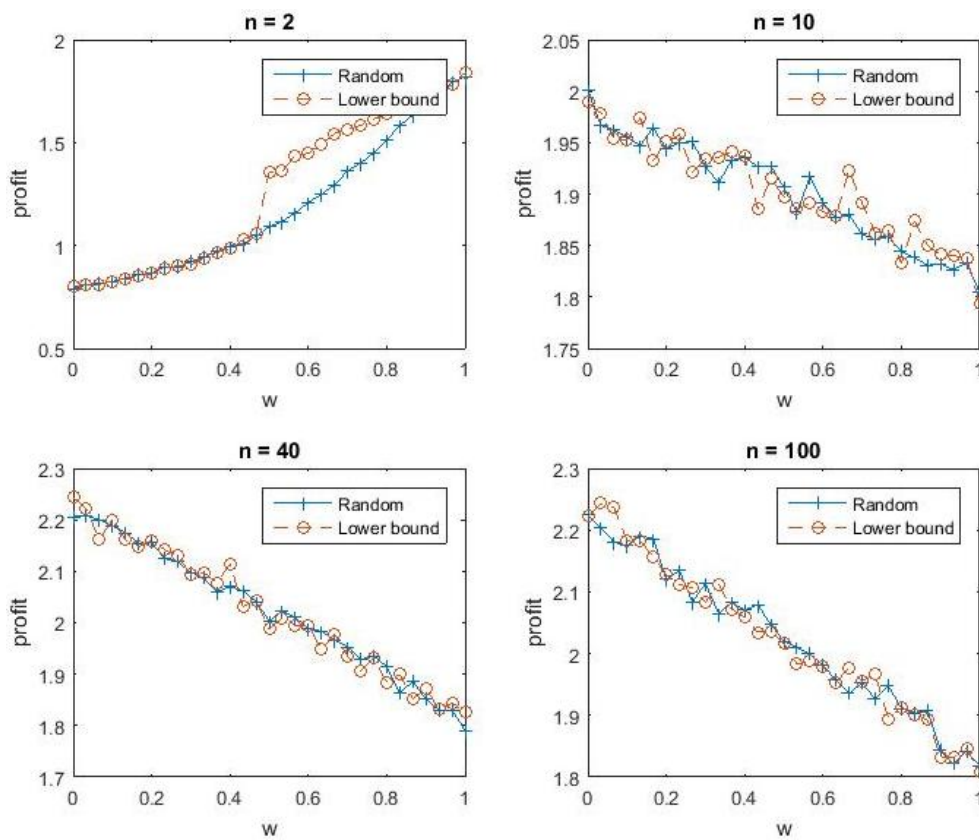 n = 2
2
1.5
1
0.5
profit
0 0.2 0.4 0.6 0.8 1
w
Random
Lower bound
n = 10
2.05
2
1.95
1.9
1.85
1.8
1.75
profit
0 0.2 0.4 0.6 0.8 1
w
Random
Lower bound
n = 40
2.3
2.2
2.1
2
1.9
1.8
1.7
profit
0 0.2 0.4 0.6 0.8 1
w
Random
Lower bound
n = 100
2.3
2.2
2.1
2
1.9
1.8
profit
0 0.2 0.4 0.6 0.8 1
w
Random
Lower bound